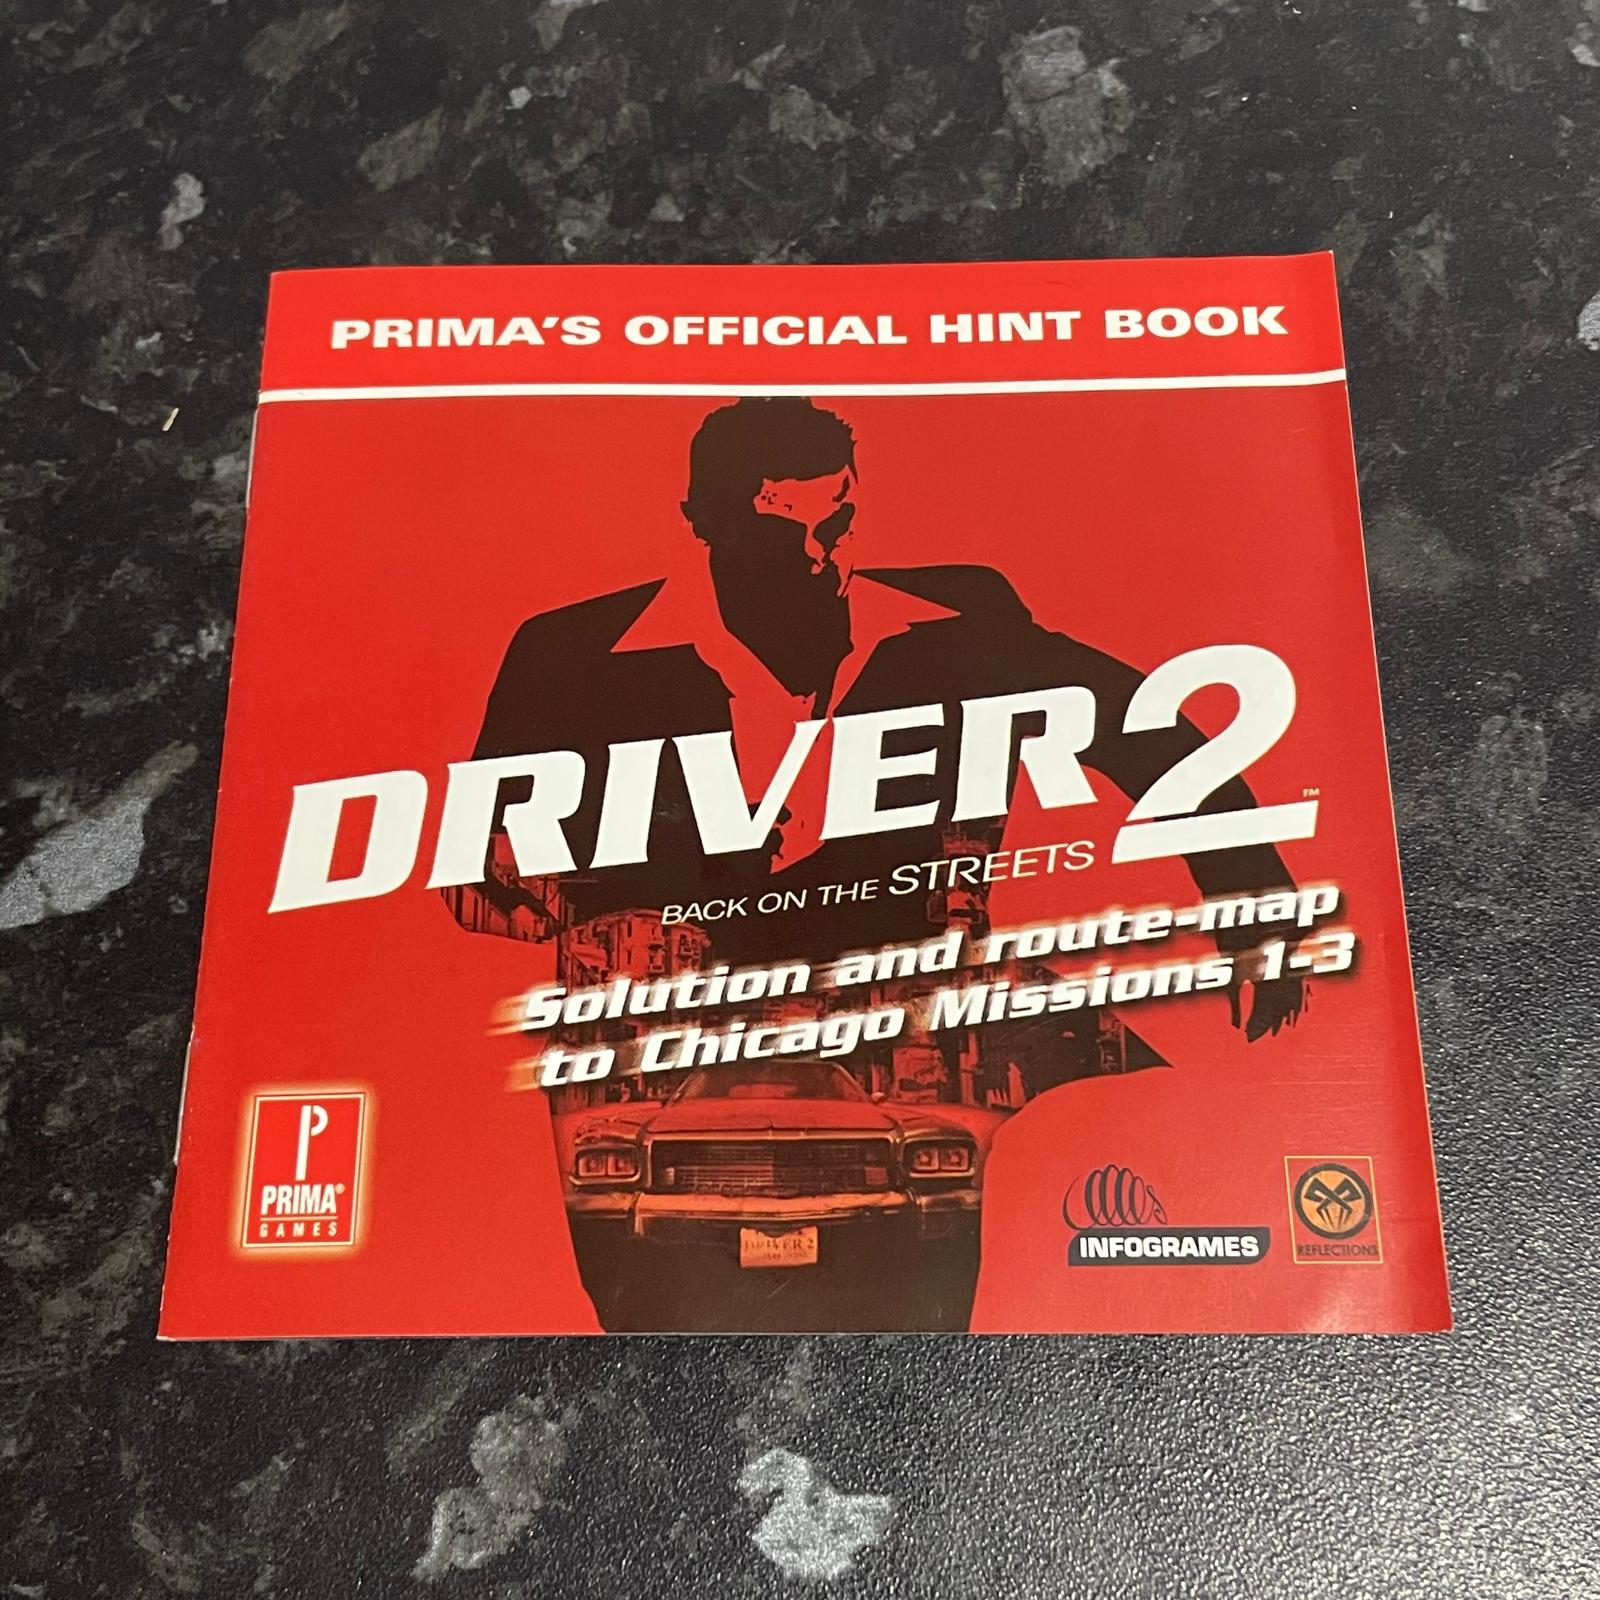 PRIMA'S OFFICIAL HINT BOOK
DRIVER 2™
BACK ON THE STREETS
Solution and route-map
to Chicago Missions 1-3
P
PRIMA®
GAMES
DRIVER 2
INFOGRAMES
REFLECTIONS